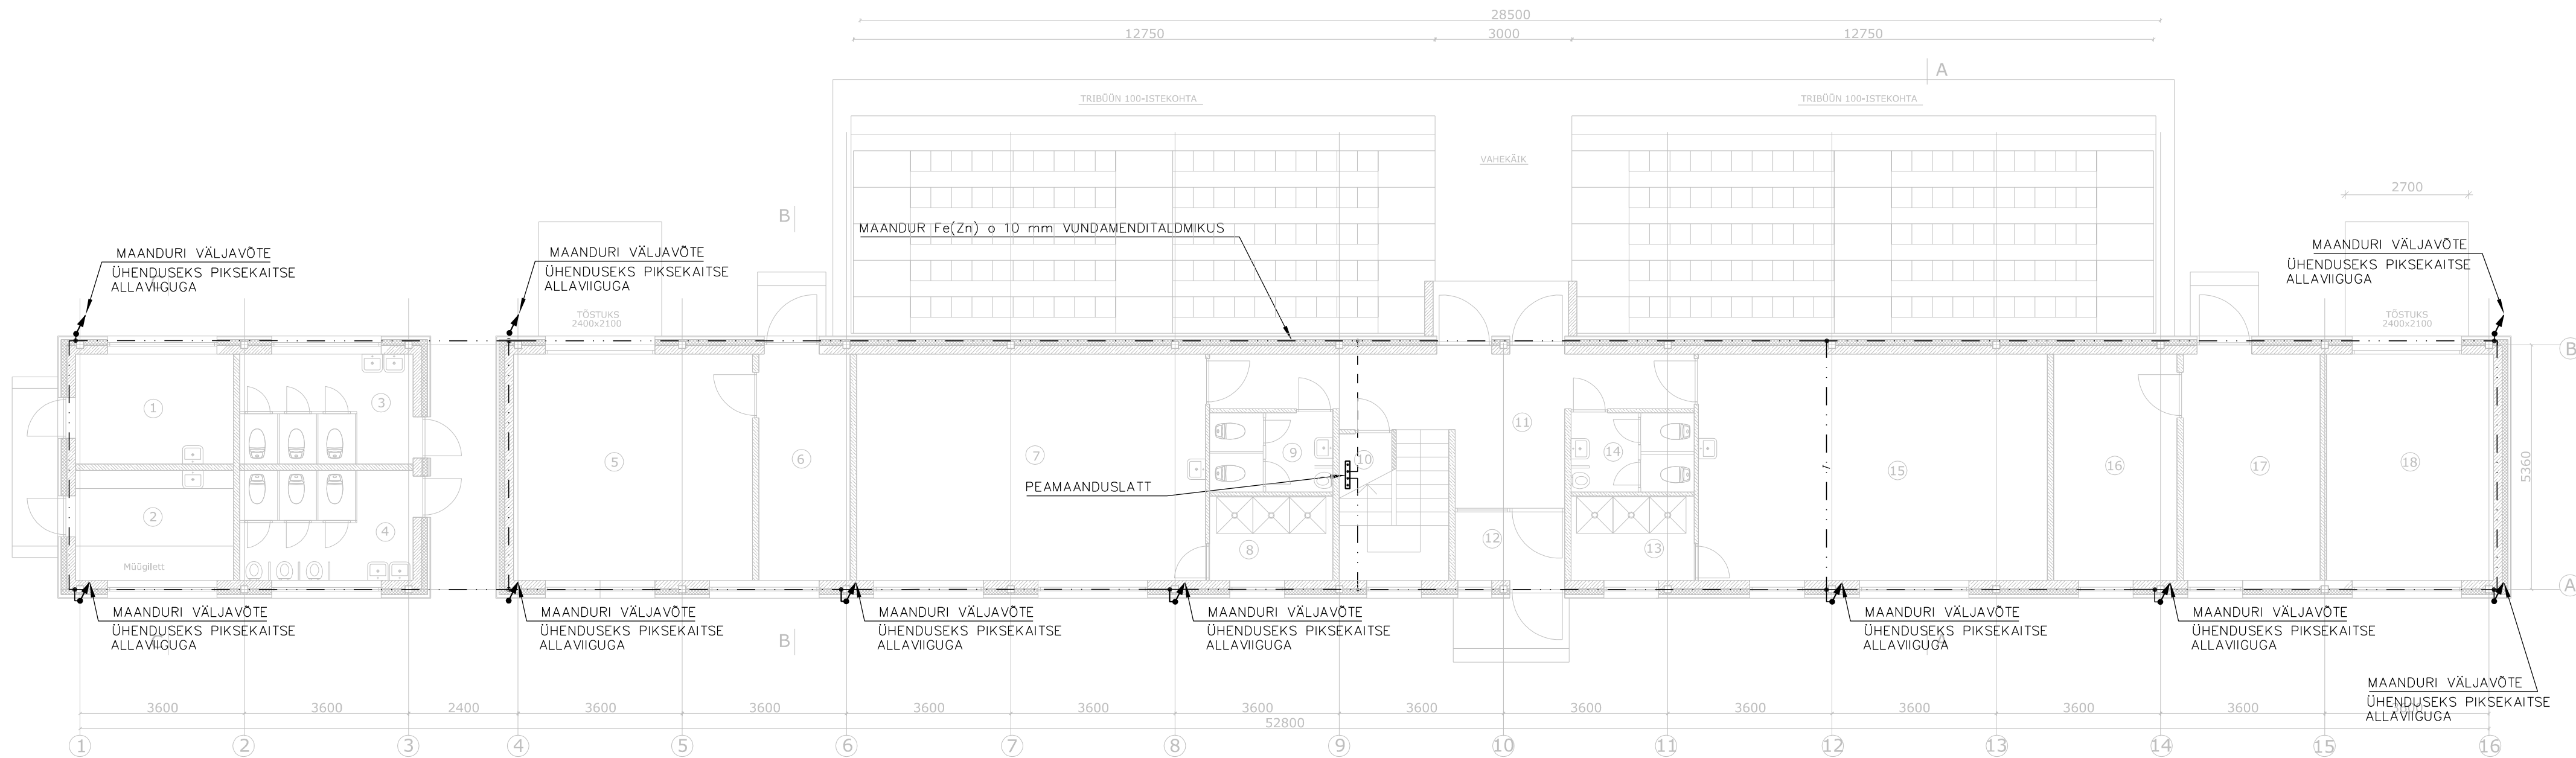 28500
12750
3000
12750
A
TRIBÜÜN 100-ISTEKOHTA
TRIBÜÜN 100-ISTEKOHTA
VAHEKÄIK
2700
B
MAANDUR Fe(Zn) o 10 mm VUNDAMENDITALDMIKUS
MAANDURI VÄLJAVÕTE
ÜHENDUSEKS PIKSEKAITSE
ALLAVIIGUGA
MAANDURI VÄLJAVÕTE
ÜHENDUSEKS PIKSEKAITSE
ALLAVIIGUGA
MAANDURI VÄLJAVÕTE
ÜHENDUSEKS PIKSEKAITSE
ALLAVIIGUGA
TÕSTUKS
2400x2100
TÕSTUKS
2400x2100
B
1
2
3
4
5
6
7
8
9
10
11
12
13
14
15
16
17
18
5360
PEAMAANDUSLATT
Müügilett
A
MAANDURI VÄLJAVÕTE
ÜHENDUSEKS PIKSEKAITSE
ALLAVIIGUGA
MAANDURI VÄLJAVÕTE
ÜHENDUSEKS PIKSEKAITSE
ALLAVIIGUGA
B
MAANDURI VÄLJAVÕTE
ÜHENDUSEKS PIKSEKAITSE
ALLAVIIGUGA
MAANDURI VÄLJAVÕTE
ÜHENDUSEKS PIKSEKAITSE
ALLAVIIGUGA
MAANDURI VÄLJAVÕTE
ÜHENDUSEKS PIKSEKAITSE
ALLAVIIGUGA
A
MAANDURI VÄLJAVÕTE
ÜHENDUSEKS PIKSEKAITSE
ALLAVIIGUGA
MAANDURI VÄLJAVÕTE
ÜHENDUSEKS PIKSEKAITSE
ALLAVIIGUGA
3600
3600
2400
3600
3600
3600
3600
3600
3600
3600
3600
3600
3600
3600
3600
52800
1
2
3
4
5
6
7
8
9
10
11
12
13
14
15
16